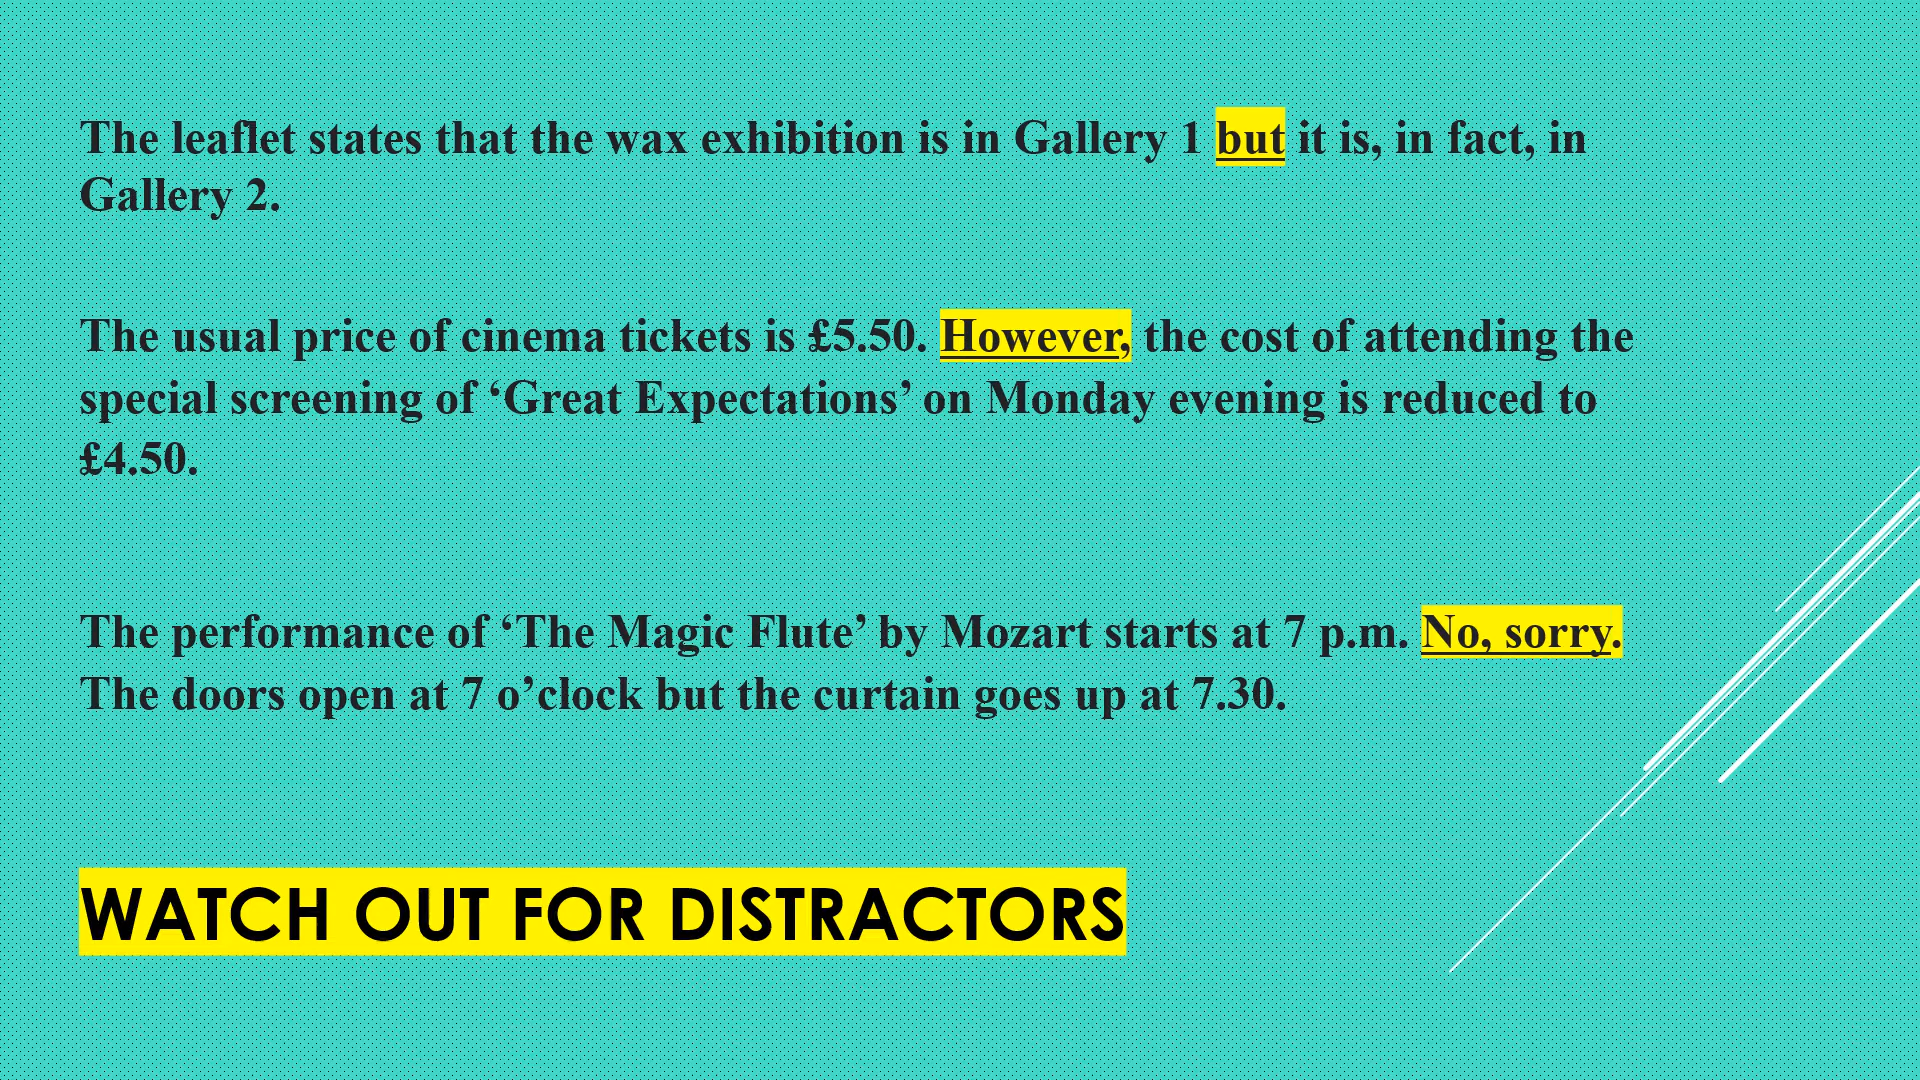 The leaflet states that the wax exhibition is in Gallery 1 but it is, in fact, in
Gallery 2.
The usual price of cinema tickets is £5.50. However, the cost of attending the
special screening of ‘Great Expectations’ on Monday evening is reduced to
£4.50.
The performance of ‘The Magic Flute’ by Mozart starts at 7 p.m. No, sorry.
The doors open at 7 o’clock but the curtain goes up at 7.30.
WATCH OUT FOR DISTRACTORS